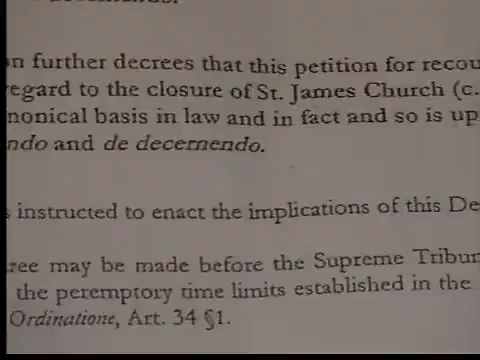 on further decrees that this petition for recou
regard to the closure of St. James Church (c.
nonical basis in law and in fact and so is up
ndo and de decernendo.
s instructed to enact the implications of this De
ree may be made before the Supreme Tribun
the peremptory time limits established in the
Ordinatione, Art. 34 §1.